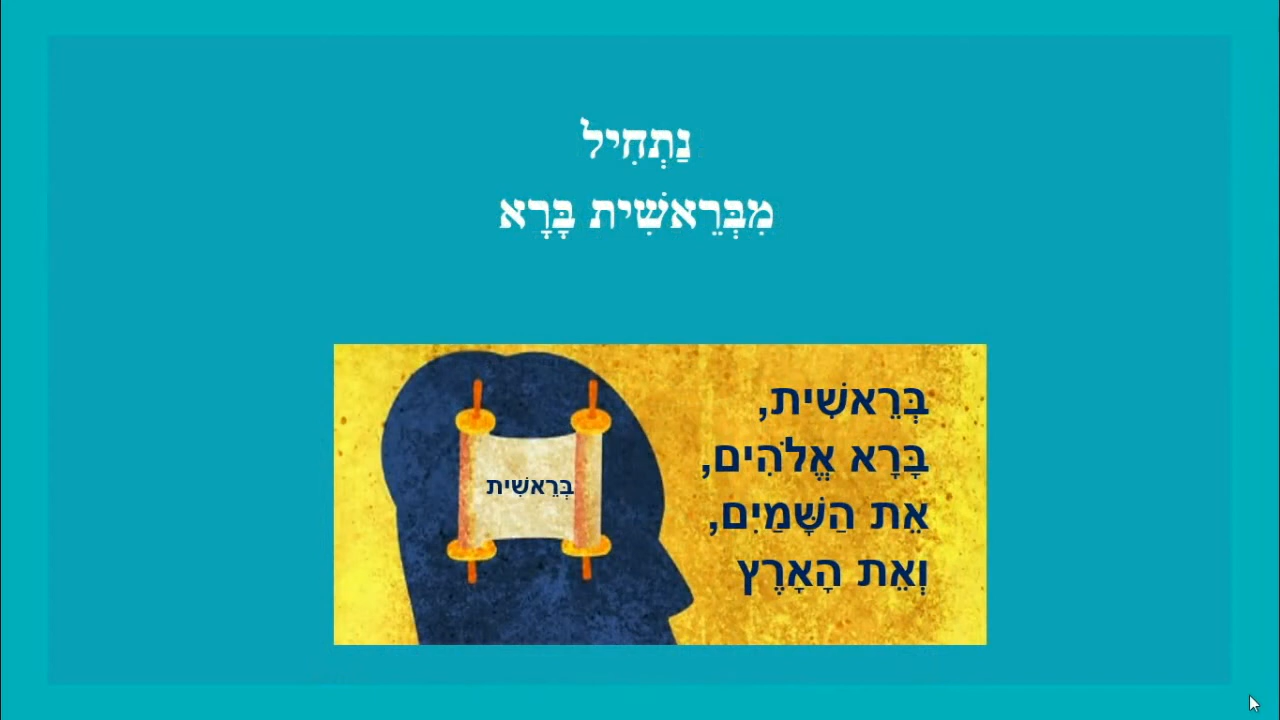 נַתְחִיל
מִבְּרֵאשִׁית בָּרָא
בְּרֵאשִׁית,
בָּרָא אֱלֹהִים,
אֵת הַשָּׁמַיִם,
וְאֵת הָאָרֶץ
בְּרֵאשִׁית